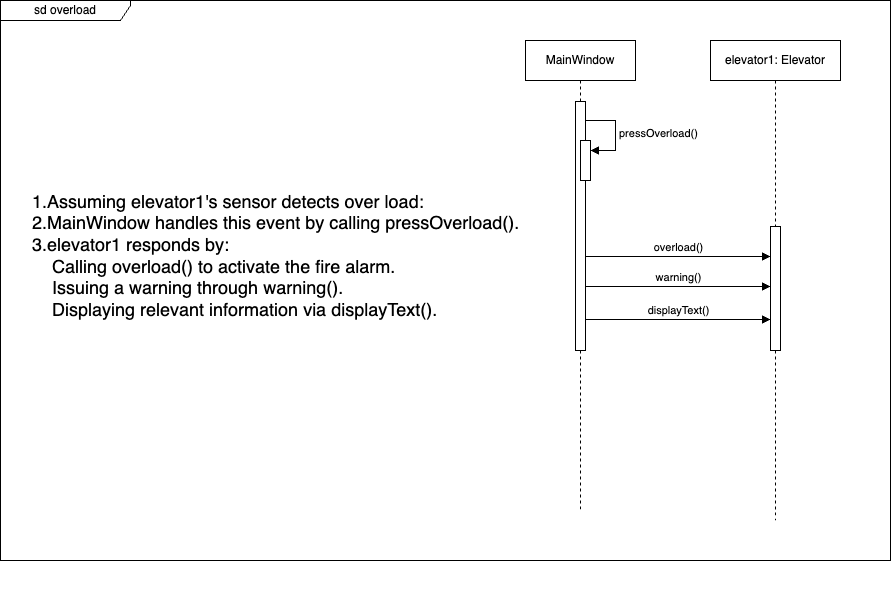 sd overload
MainWindow
elevator1: Elevator
pressOverload()
1.Assuming elevator1's sensor detects over load:
2.MainWindow handles this event by calling pressOverload().
3.elevator1 responds by:
Calling overload() to activate the fire alarm.
Issuing a warning through warning().
Displaying relevant information via displayText().
overload()
warning()
displayText()